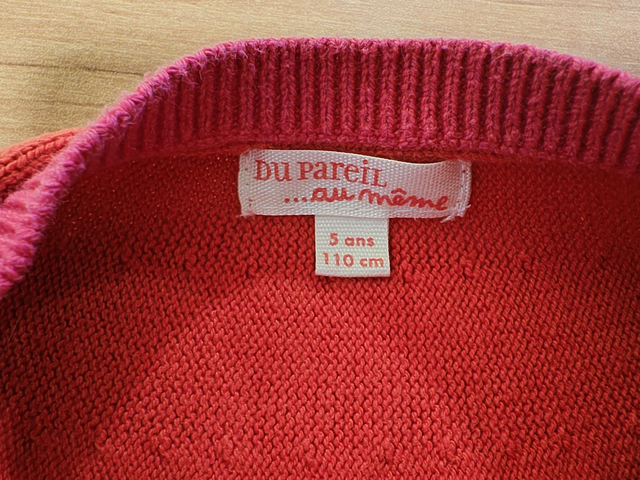 Du Pareil
...au même
5 ans
110 cm